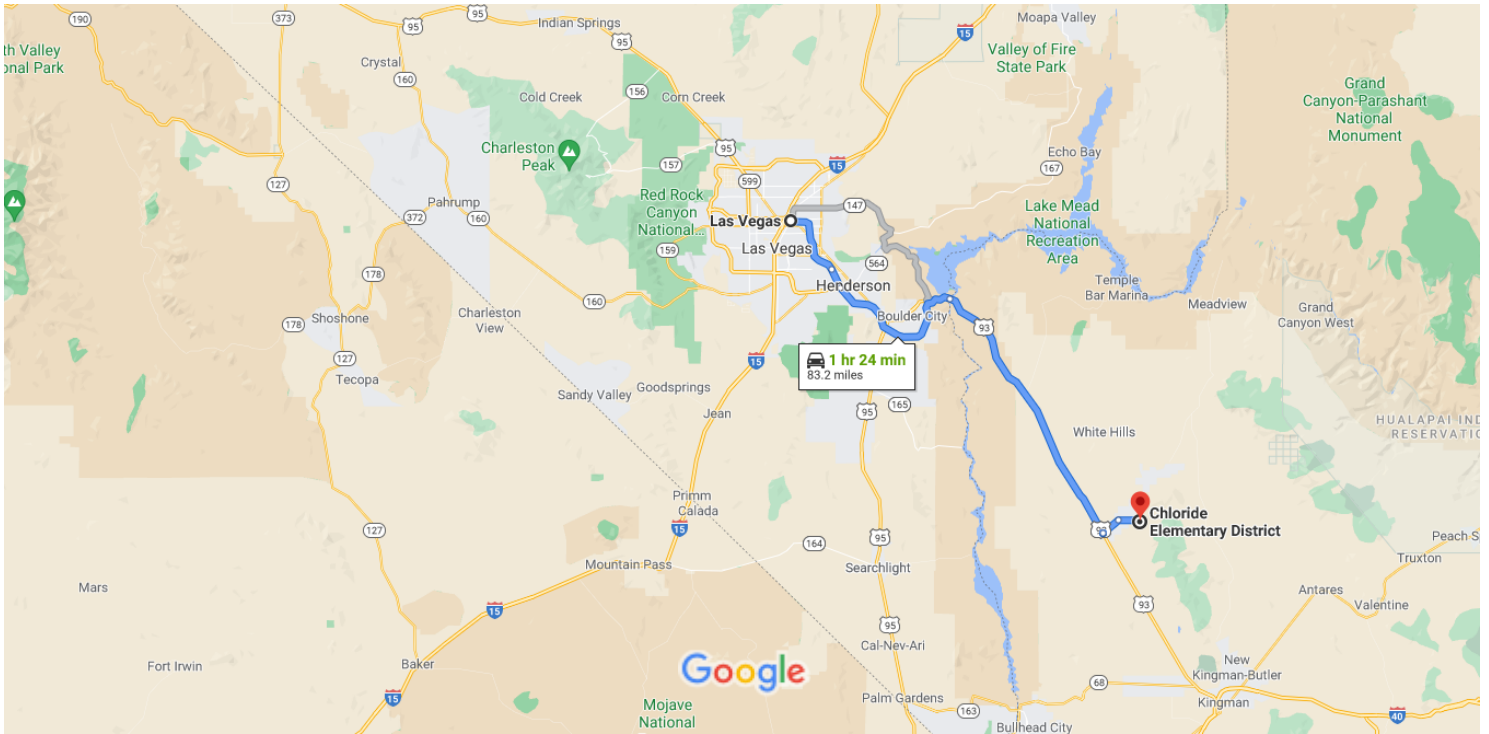 190
373
95
95
Indian Springs
95
Moapa Valley
15
th Valley
onal Park
Crystal
160
Valley of Fire
State Park
Cold Creek
156
Corn Creek
Grand
Canyon-Parashant
National
Monument
Charleston
Peak
95
157
15
Echo Bay
167
127
599
Red Rock
Canyon
National...
Pahrump
372
160
Las Vegas
147
Lake Mead
National
Recreation
Area
159
Las Vegas
564
178
Henderson
Temple
Bar Marina
Meadview
160
Grand
Canyon West
178
Shoshone
Charleston
View
Boulder City
93
127
Tecopa
15
1 hr 24 min
83.2 miles
Sandy Valley
Goodsprings
Jean
95
165
HUALAPAI IND
RESERVATIO
White Hills
Primm
Calada
Chloride
Elementary District
127
15
164
95
Peach S
Truxton
Mountain Pass
Searchlight
Mars
15
93
Antares
Valentine
95
Cal-Nev-Ari
Fort Irwin
Baker
Google
New
Kingman-Butler
68
15
Palm Gardens
163
Kingman
Mojave
National
Bullhead City
40